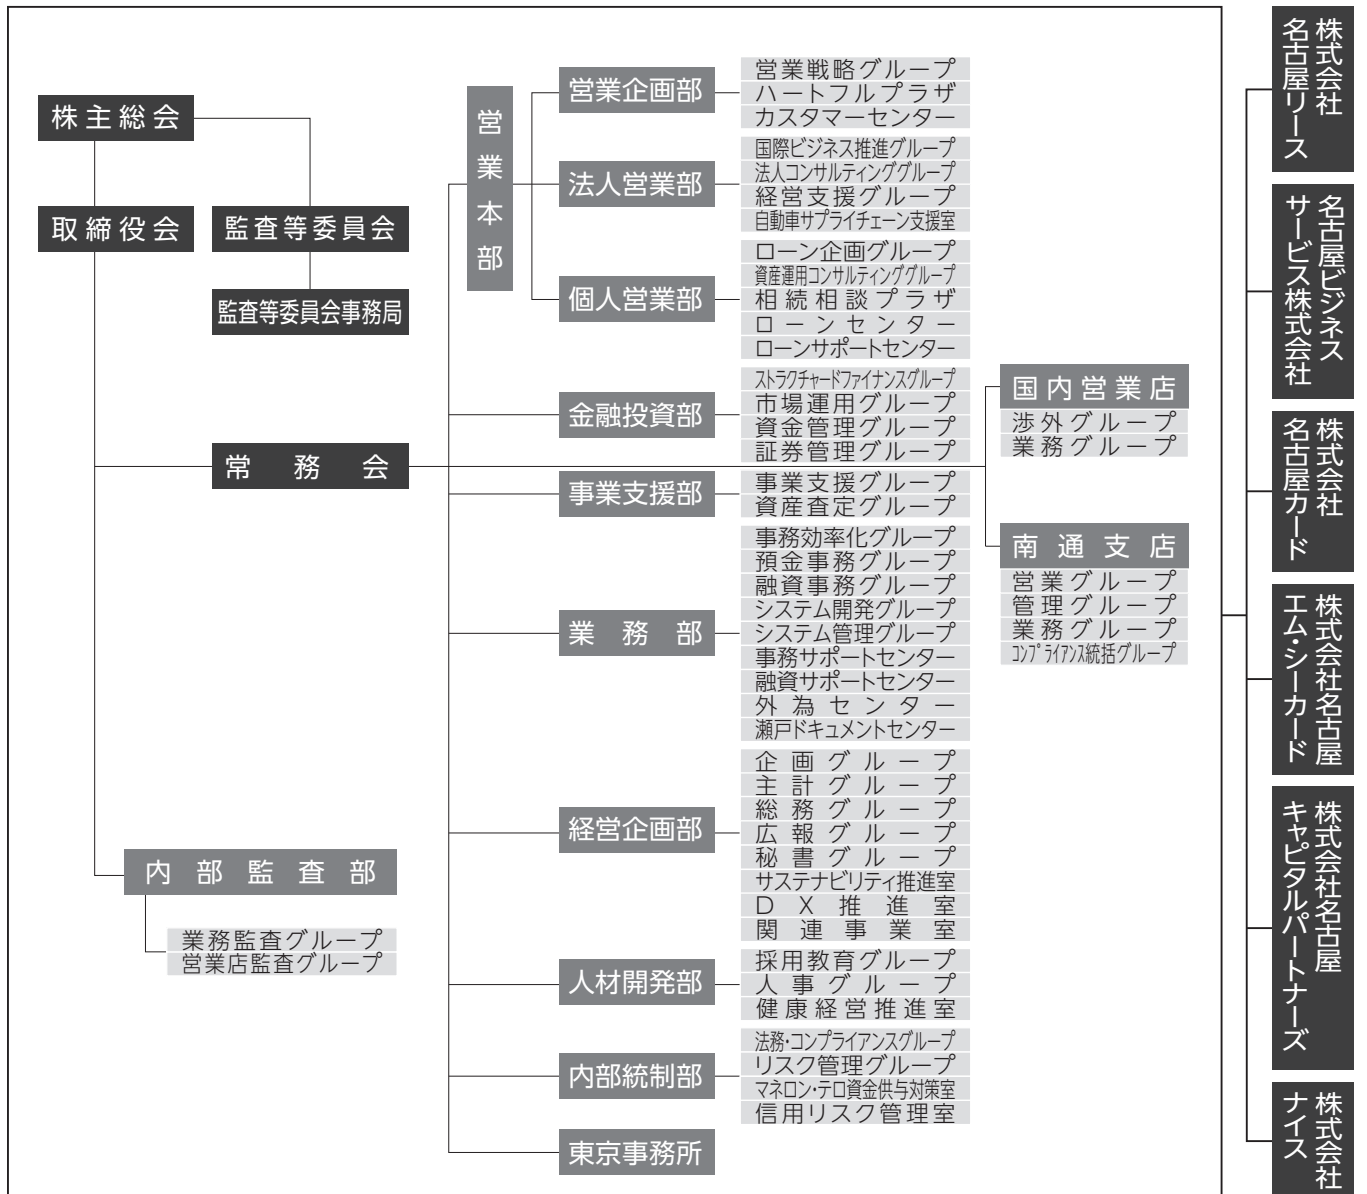 株主総会
取締役会
監査等委員会
監査等委員会事務局
常務会
内部監査部
業務監査グループ
営業店監査グループ
営業本部
営業企画部
営業戦略グループ
ハートフルプラザ
カスタマーセンター
法人営業部
国際ビジネス推進グループ
法人コンサルティンググループ
経営支援グループ
自動車サプライチェーン支援室
個人営業部
ローン企画グループ
資産運用コンサルティンググループ
相続相談プラザ
ローンセンター
ローンサポートセンター
金融投資部
ストラクチャードファイナンスグループ
市場運用グループ
資金管理グループ
証券管理グループ
事業支援部
事業支援グループ
資産査定グループ
業務部
事務効率化グループ
預金事務グループ
融資事務グループ
システム開発グループ
システム管理グループ
事務サポートセンター
融資サポートセンター
外為センター
瀬戸ドキュメントセンター
経営企画部
企画グループ
主計グループ
総務グループ
広報グループ
秘書グループ
サステナビリティ推進室
DX推進室
関連事業室
人材開発部
採用教育グループ
人事グループ
健康経営推進室
内部統制部
法務・コンプライアンスグループ
リスク管理グループ
マネロン・テロ資金供与対策室
信用リスク管理室
東京事務所
国内営業店
渉外グループ
業務グループ
南通支店
営業グループ
管理グループ
業務グループ
コンプライアンス統括グループ
株式会社
名古屋リース
名古屋ビジネス
サービス株式会社
株式会社
名古屋カード
株式会社名古屋
エム・シーカード
株式会社名古屋
キャピタルパートナーズ
株式会社
ナイス